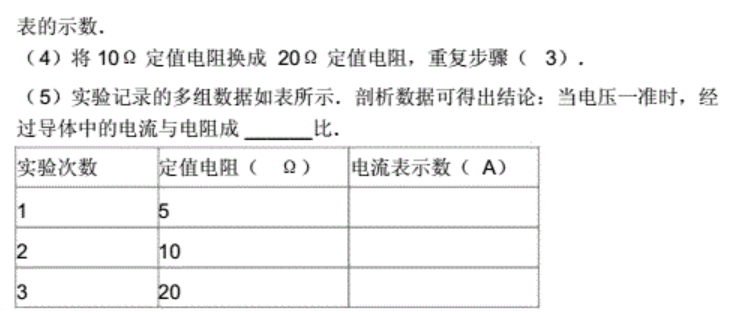 表的示数．
（4）将 10Ω 定值电阻换成 20Ω 定值电阻，重复步骤（ 3）．
（5）实验记录的多组数据如表所示．剖析数据可得出结论：当电压一准时，经
过导体中的电流与电阻成 ______比．
实验次数 定值电阻（ Ω） 电流表示数（ A）
1 5
2 10
3 20